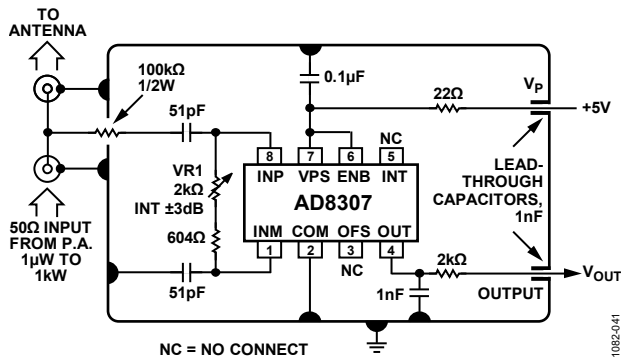 TO
ANTENNA
100kΩ
1/2W
51pF
0.1µF
22Ω
VP
+5V
NC
8
7
6
5
INP
VPS
ENB
INT
VR1
2kΩ
INT ±3dB
AD8307
LEAD-
THROUGH
CAPACITORS,
1nF
604Ω
INM
COM
OFS
OUT
1
2
3
4
NC
50Ω INPUT
FROM P.A.
1µW TO
1kW
51pF
1nF
2kΩ
VOUT
OUTPUT
NC = NO CONNECT
1082-041